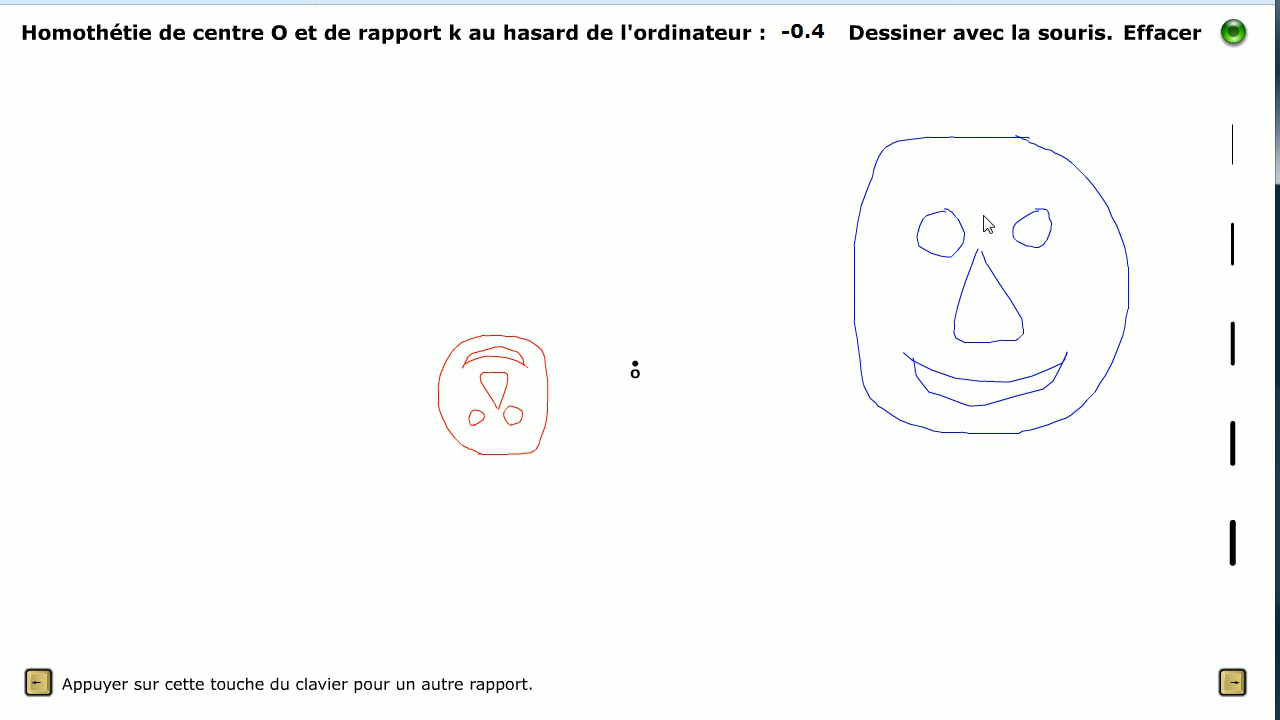 Homothétie de centre O et de rapport k au hasard de l'ordinateur : -0.4 Dessiner avec la souris. Effacer
o
← Appuyer sur cette touche du clavier pour un autre rapport. →